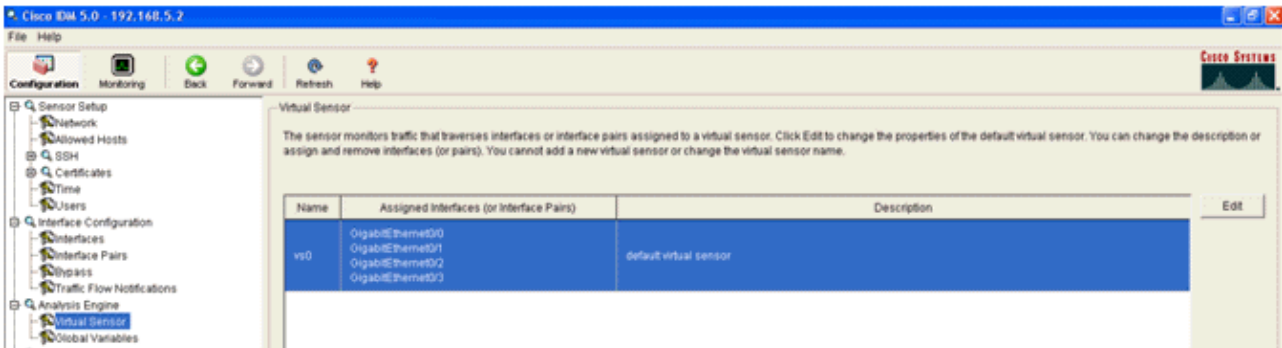 Cisco IDM 5.0 - 192.168.5.2
File Help
Configuration Monitoring Back Forward Refresh Help
CISCO SYSTEMS
Sensor Setup
Network
Allowed Hosts
SSH
Certificates
Time
Users
Interface Configuration
Interfaces
Interface Pairs
Bypass
Traffic Flow Notifications
Analysis Engine
Virtual Sensor
Global Variables
Virtual Sensor
The sensor monitors traffic that traverses interfaces or interface pairs assigned to a virtual sensor. Click Edit to change the properties of the default virtual sensor. You can change the description or
assign and remove interfaces (or pairs). You cannot add a new virtual sensor or change the virtual sensor name.
Name Assigned Interfaces (or Interface Pairs) Description Edit
GigabitEthernet0/0
GigabitEthernet0/1
vs0 default virtual sensor
GigabitEthernet0/2
GigabitEthernet0/3